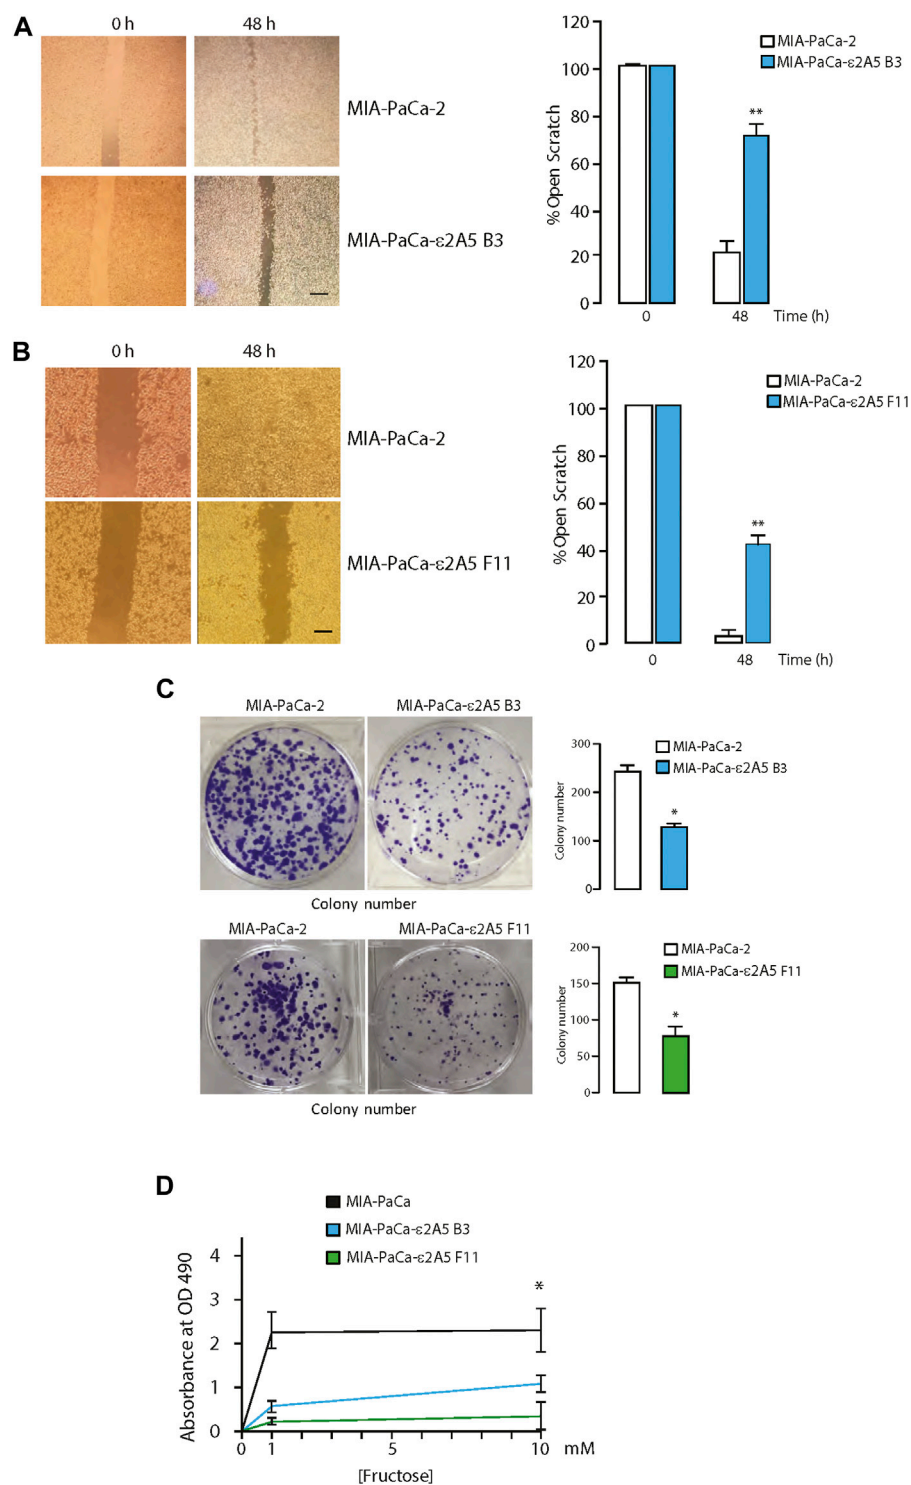 A
0 h 48 h
MIA-PaCa-2
MIA-PaCa-ε2A5 B3
120
100
80
60
40
20
0
% Open Scratch
MIA-PaCa-2
MIA-PaCa-ε2A5 B3
**
0 48 Time (h)
B
0 h 48 h
MIA-PaCa-2
MIA-PaCa-ε2A5 F11
120
100
80
60
40
20
0
% Open Scratch
MIA-PaCa-2
MIA-PaCa-ε2A5 F11
**
0 48 Time (h)
C
MIA-PaCa-2 MIA-PaCa-ε2A5 B3
Colony number
300
200
100
0
Colony number
MIA-PaCa-2
MIA-PaCa-ε2A5 B3
*
MIA-PaCa-2 MIA-PaCa-ε2A5 F11
Colony number
200
150
100
50
0
Colony number
MIA-PaCa-2
MIA-PaCa-ε2A5 F11
*
D
MIA-PaCa
MIA-PaCa-ε2A5 B3
MIA-PaCa-ε2A5 F11
Absorbance at OD 490
4
3
2
1
0
*
0 1 5 10 mM
[Fructose]